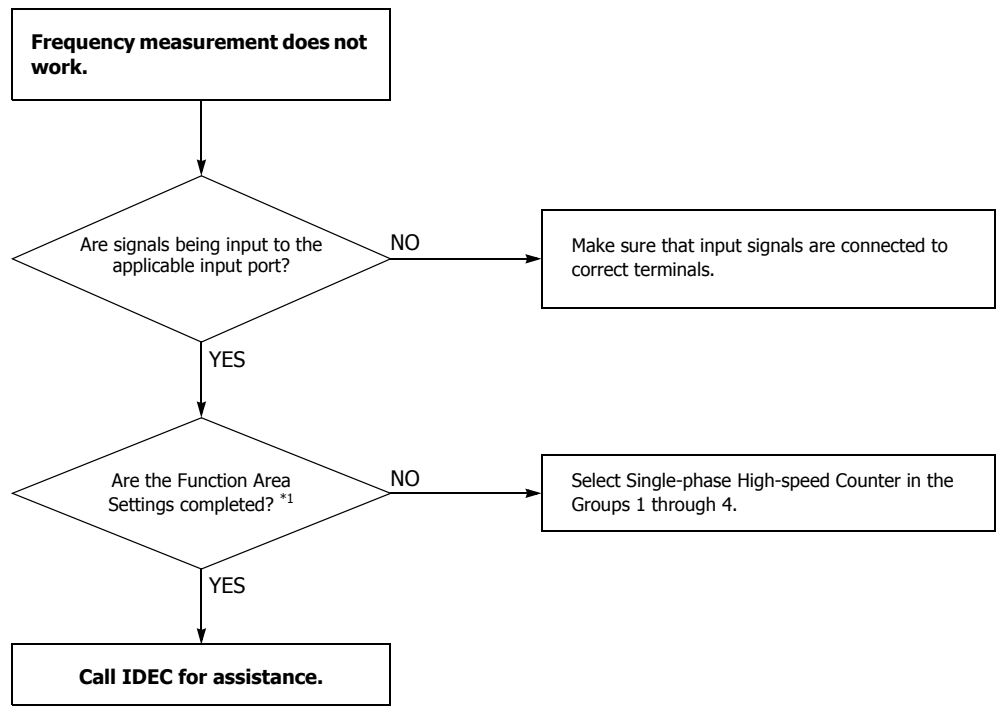 Frequency measurement does not
work.
Are signals being input to the
applicable input port?
NO
Make sure that input signals are connected to
correct terminals.
YES
Are the Function Area
Settings completed? *1
NO
Select Single-phase High-speed Counter in the
Groups 1 through 4.
YES
Call IDEC for assistance.